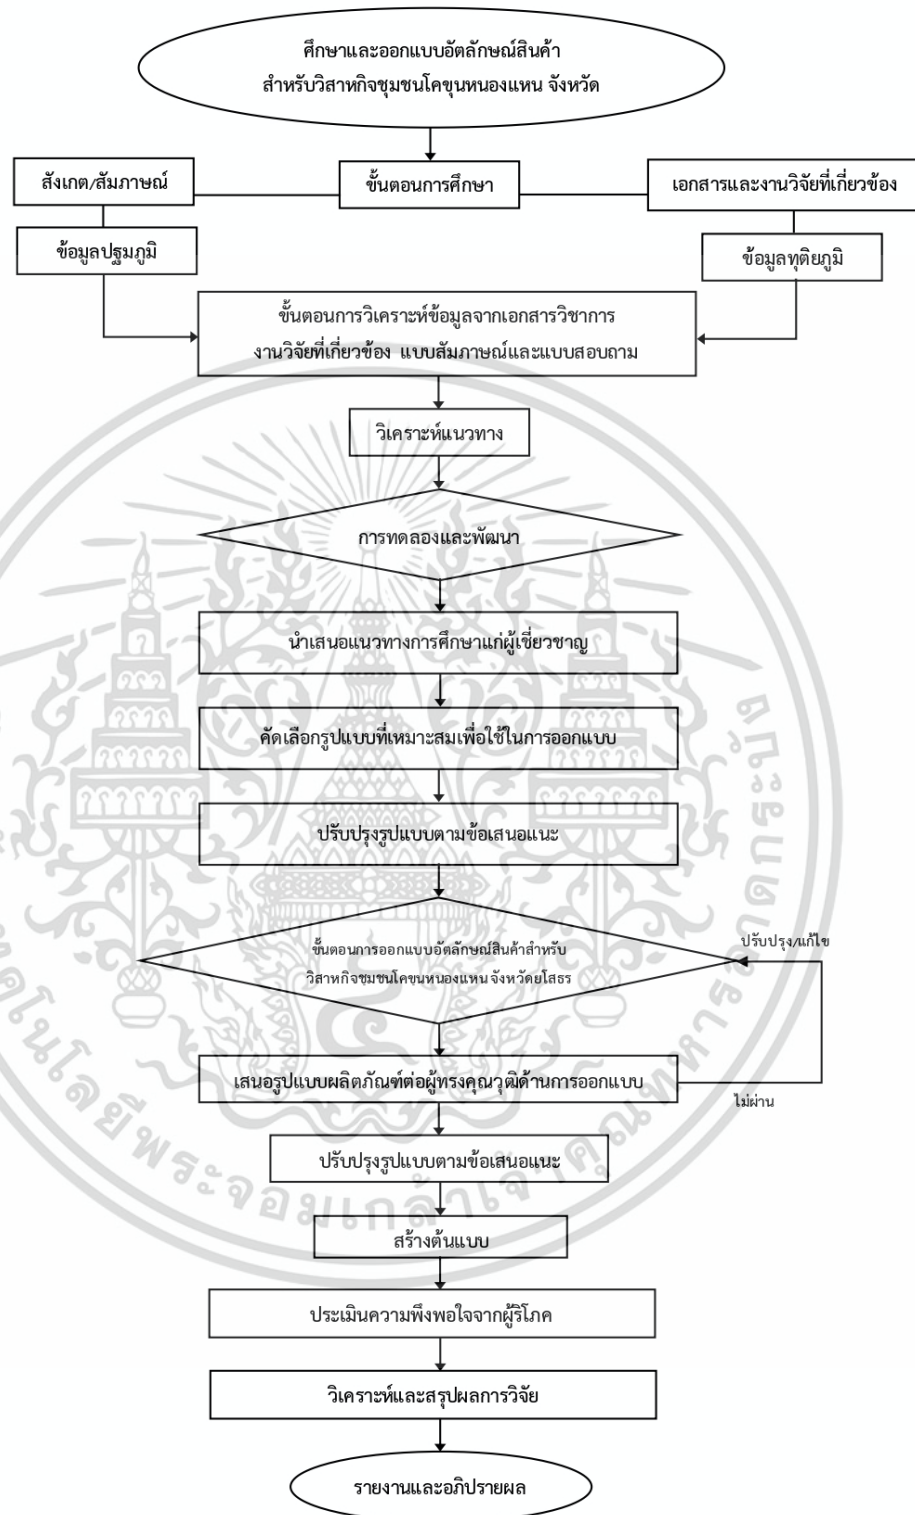 ศึกษาและออกแบบอัตลักษณ์สินค้า
สำหรับวิสาหกิจชุมชนโคขุนหนองแหน จังหวัด
สังเกต/สัมภาษณ์
ขั้นตอนการศึกษา
เอกสารและงานวิจัยที่เกี่ยวข้อง
ข้อมูลปฐมภูมิ
ข้อมูลทุติยภูมิ
ขั้นตอนการวิเคราะห์ข้อมูลจากเอกสารวิชาการ
งานวิจัยที่เกี่ยวข้อง แบบสัมภาษณ์และแบบสอบถาม
วิเคราะห์แนวทาง
การทดลองและพัฒนา
นำเสนอแนวทางการศึกษาแก่ผู้เชี่ยวชาญ
คัดเลือกรูปแบบที่เหมาะสมเพื่อใช้ในการออกแบบ
ปรับปรุงรูปแบบตามข้อเสนอแนะ
ปรับปรุง/แก้ไข
ขั้นตอนการออกแบบอัตลักษณ์สินค้าสำหรับ
วิสาหกิจชุมชนโคขุนหนองแหน จังหวัดยโสธร
เสนอรูปแบบผลิตภัณฑ์ต่อผู้ทรงคุณวุฒิด้านการออกแบบ
ไม่ผ่าน
ปรับปรุงรูปแบบตามข้อเสนอแนะ
สร้างต้นแบบ
ประเมินความพึงพอใจจากผู้ริโภค
วิเคราะห์และสรุปผลการวิจัย
รายงานและอภิปรายผล